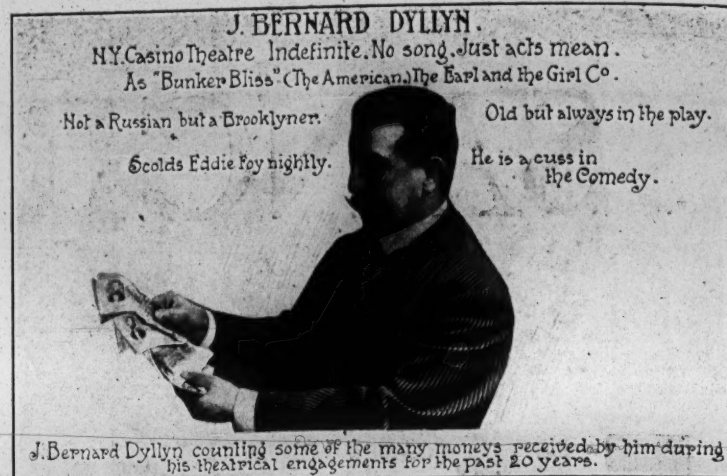 J. BERNARD DYLLYN.
N.Y. Casino Theatre Indefinite. No song. Just acts mean.
As "Bunker Bliss" (The American.) The Earl and the Girl Co.
Not a Russian but a Brooklyner.
Old but always in the play.
Scolds Eddie Foy nightly.
He is a cuss in
the Comedy.
J. Bernard Dyllyn counting some of the many moneys received by him during
his theatrical engagements for the past 20 years.